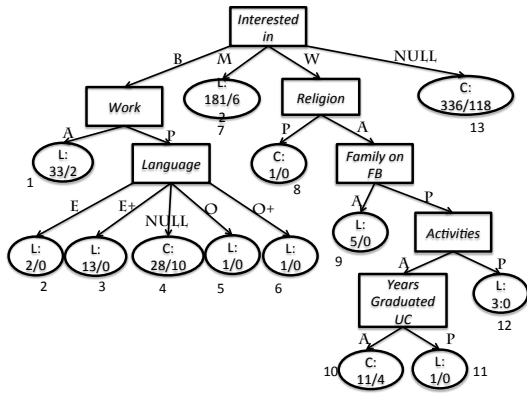 Interested
in
B
M
W
NULL
Work
L:
181/6
2
7
Religion
C:
336/118
13
A
P
P
A
L:
33/2
1
Language
C:
1/0
8
Family on
FB
E
E+
NULL
O
O+
A
P
L:
2/0
2
L:
13/0
3
C:
28/10
4
L:
1/0
5
L:
1/0
6
L:
5/0
9
Activities
A
P
Years
Graduated
UC
L:
3:0
12
A
P
10
C:
11/4
L:
1/0
11